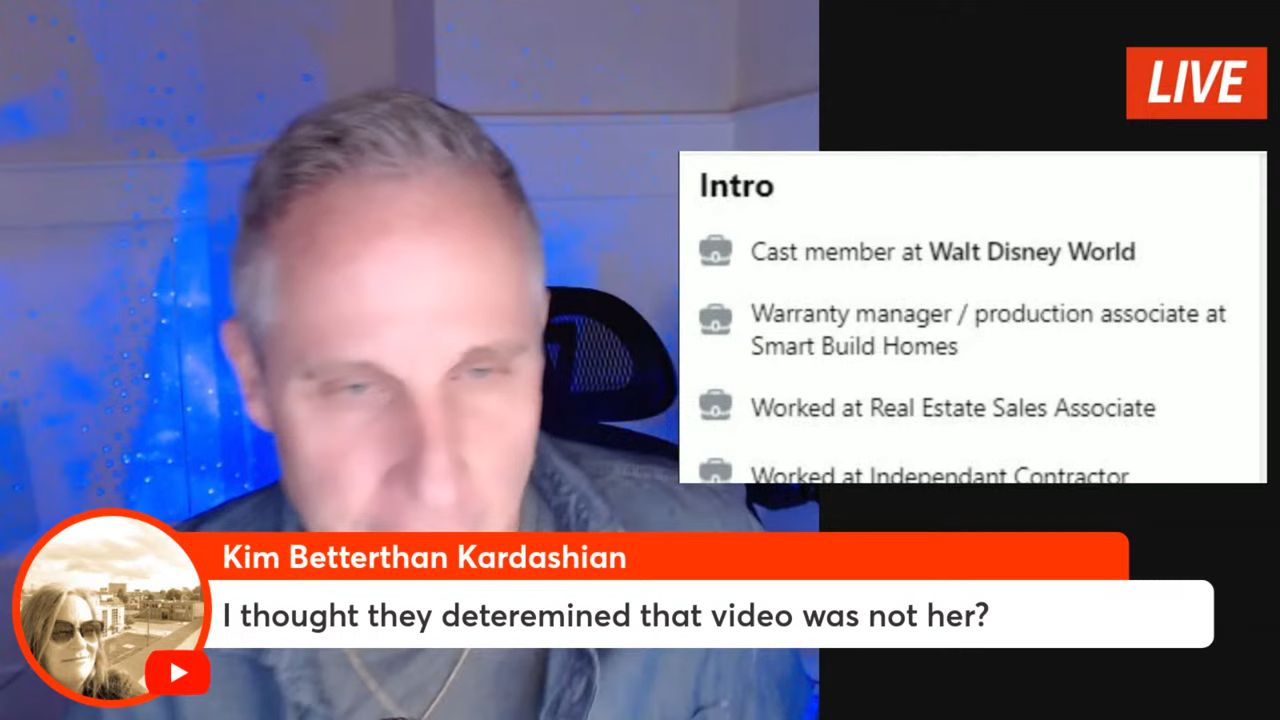 LIVE
Intro
Cast member at Walt Disney World
Warranty manager / production associate at
Smart Build Homes
Worked at Real Estate Sales Associate
Worked at Independant Contractor
Kim Betterthan Kardashian
I thought they deteremined that video was not her?